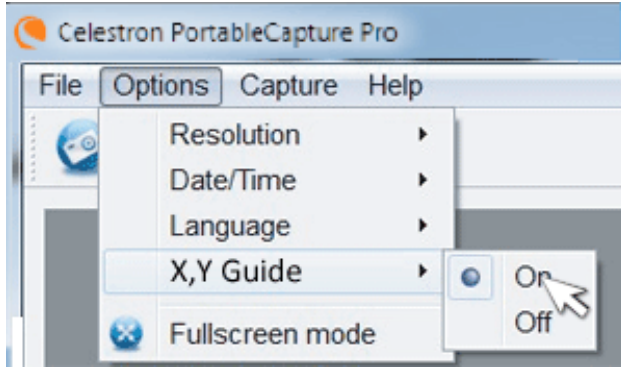 Celestron PortableCapture Pro
File Options Capture Help
Resolution
Date/Time
Language
X,Y Guide
On
Off
Fullscreen mode